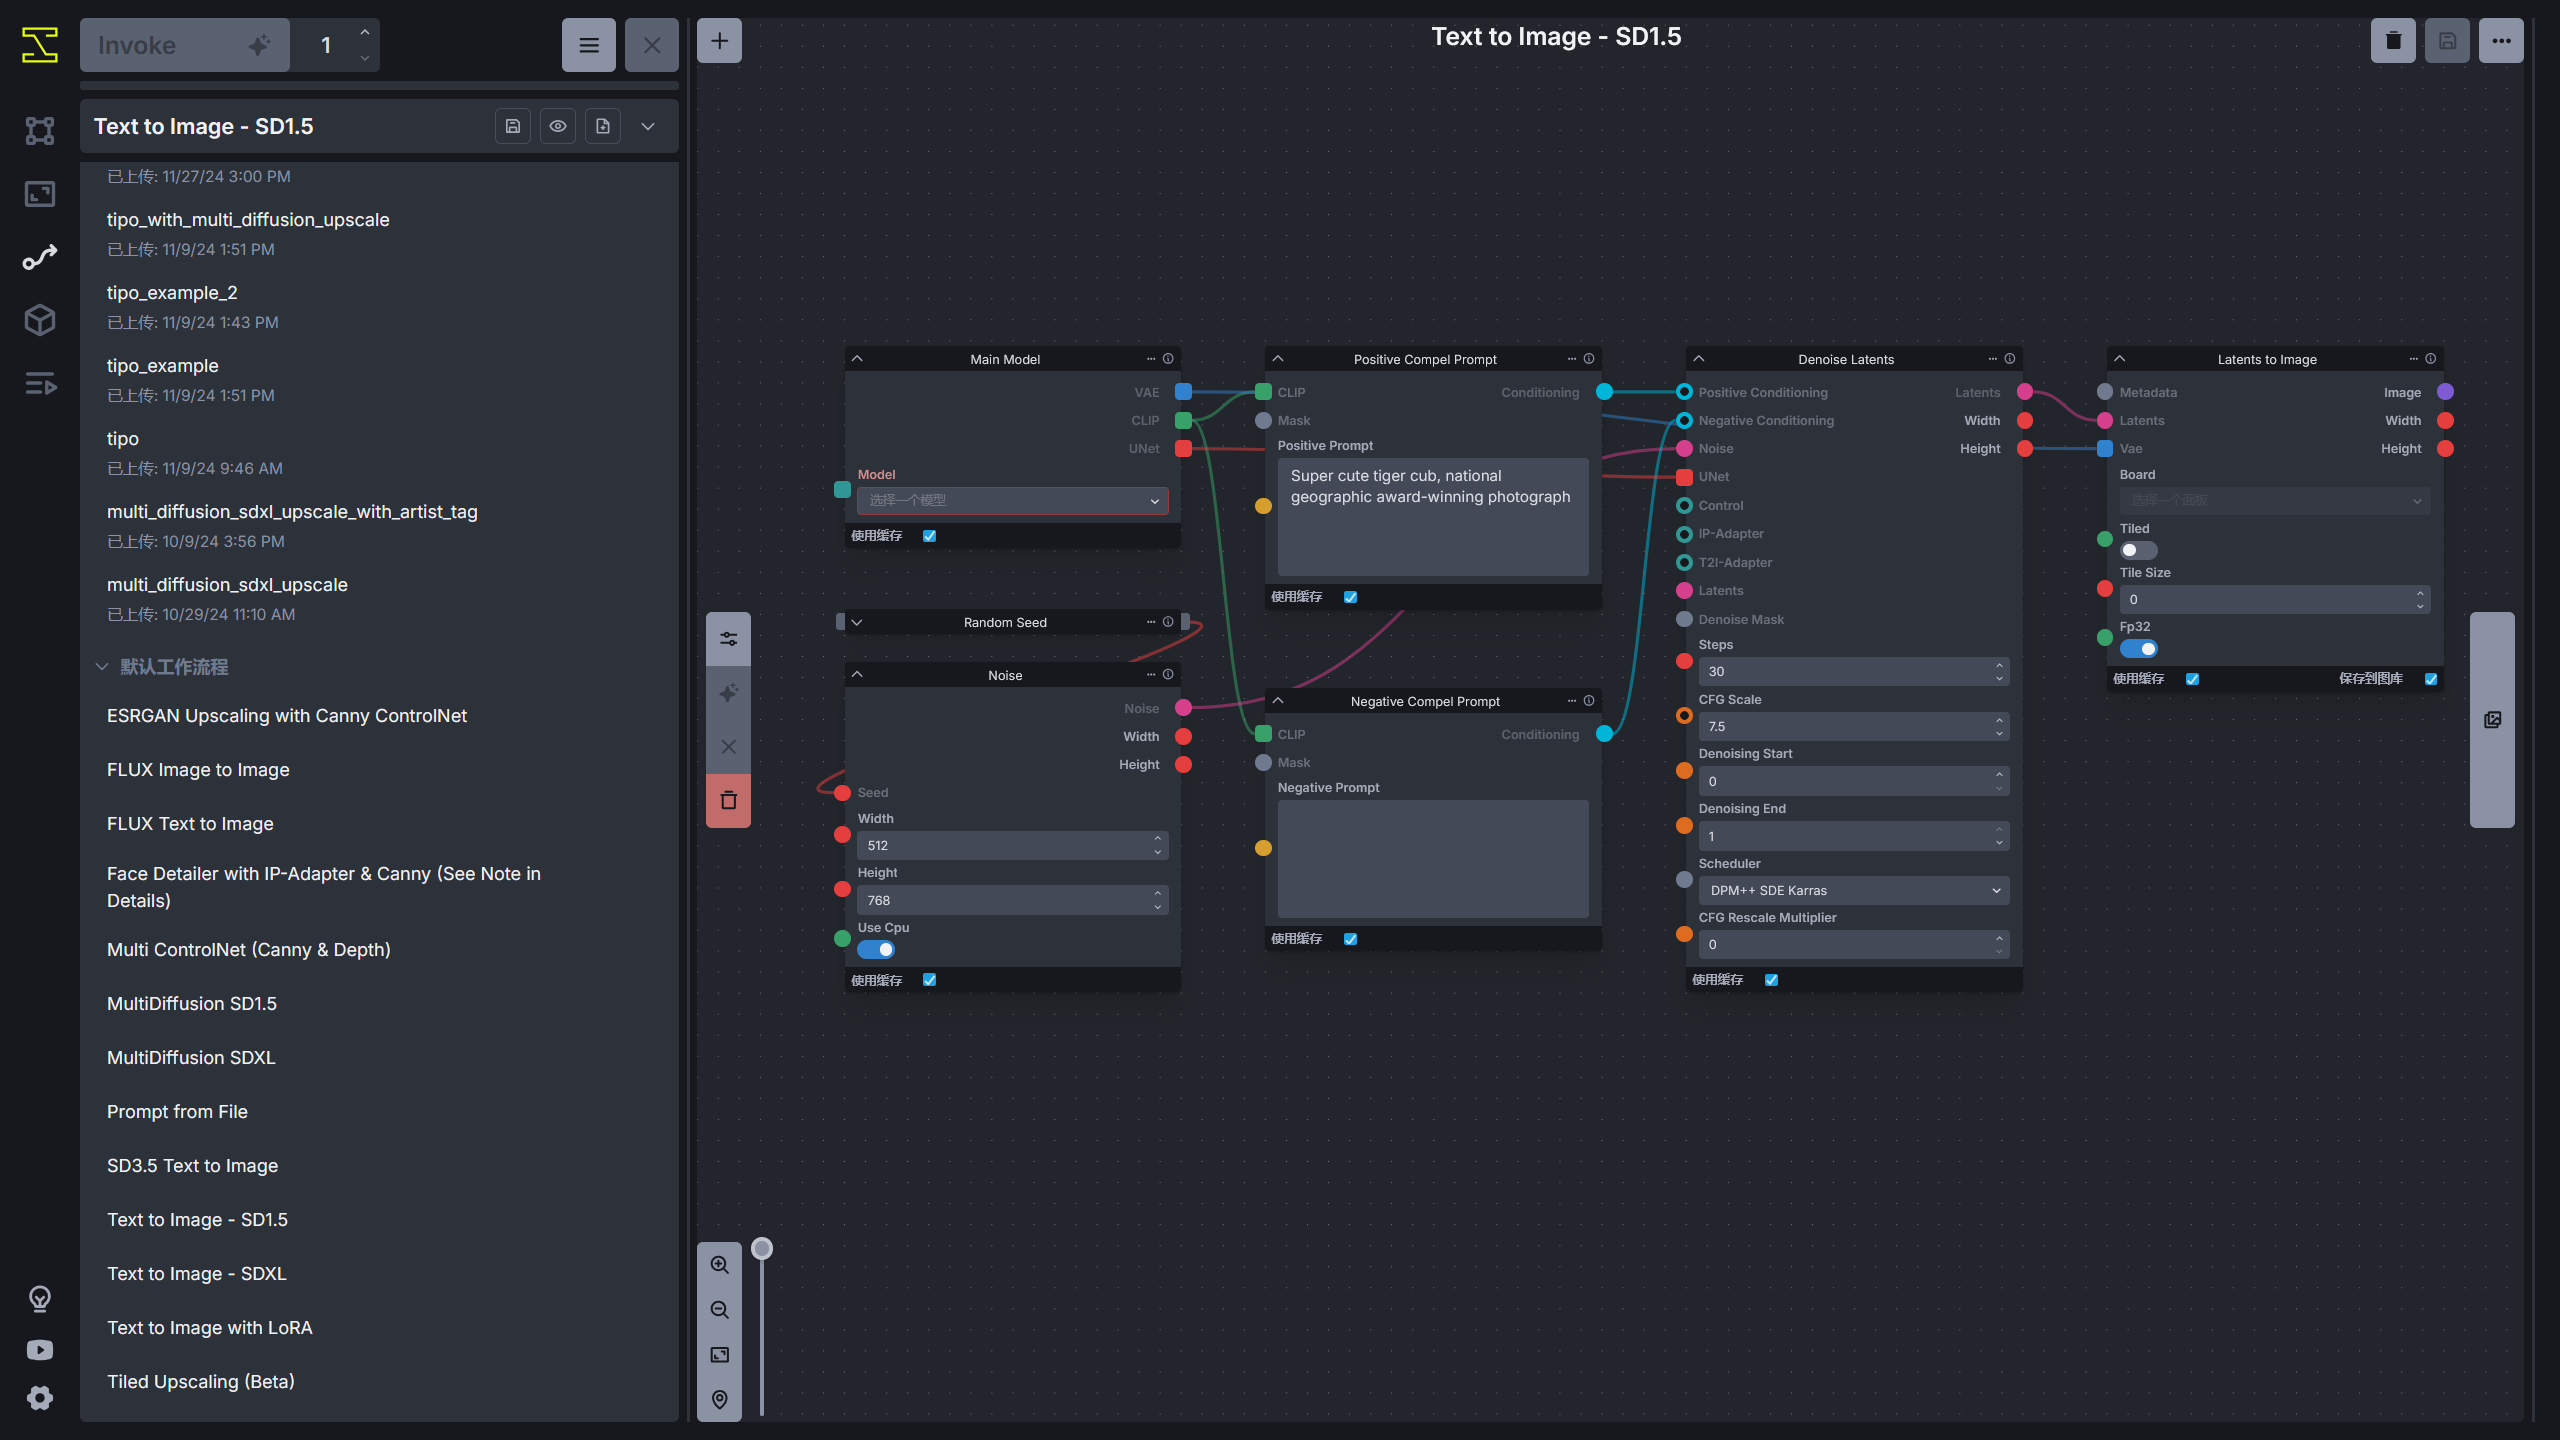 Invoke
1
Text to Image - SD1.5
已上传: 11/27/24 3:00 PM
tipo_with_multi_diffusion_upscale
已上传: 11/9/24 1:51 PM
tipo_example_2
已上传: 11/9/24 1:43 PM
tipo_example
已上传: 11/9/24 1:51 PM
tipo
已上传: 11/9/24 9:46 AM
multi_diffusion_sdxl_upscale_with_artist_tag
已上传: 10/9/24 3:56 PM
multi_diffusion_sdxl_upscale
已上传: 10/29/24 11:10 AM
默认工作流程
ESRGAN Upscaling with Canny ControlNet
FLUX Image to Image
FLUX Text to Image
Face Detailer with IP-Adapter & Canny (See Note in
Details)
Multi ControlNet (Canny & Depth)
MultiDiffusion SD1.5
MultiDiffusion SDXL
Prompt from File
SD3.5 Text to Image
Text to Image - SD1.5
Text to Image - SDXL
Text to Image with LoRA
Tiled Upscaling (Beta)
Text to Image - SD1.5
Main Model
VAE
CLIP
UNet
Model
选择一个模型
使用缓存
Random Seed
Noise
Noise
Width
Height
Seed
Width
512
Height
768
Use Cpu
使用缓存
Positive Compel Prompt
CLIP
Conditioning
Mask
Positive Prompt
Super cute tiger cub, national
geographic award-winning photograph
使用缓存
Negative Compel Prompt
CLIP
Conditioning
Mask
Negative Prompt
使用缓存
Denoise Latents
Positive Conditioning
Latents
Negative Conditioning
Width
Noise
Height
UNet
Control
IP-Adapter
T2I-Adapter
Latents
Denoise Mask
Steps
30
CFG Scale
7.5
Denoising Start
0
Denoising End
1
Scheduler
DPM++ SDE Karras
CFG Rescale Multiplier
0
使用缓存
Latents to Image
Metadata
Image
Latents
Width
Vae
Height
Board
选择一个画板
Tiled
Tile Size
0
Fp32
使用缓存
保存到图库